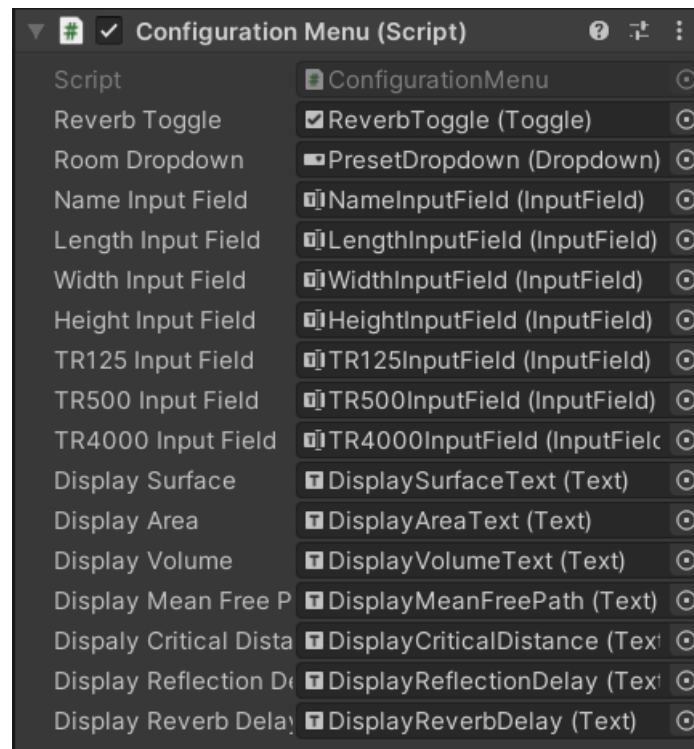 Configuration Menu (Script)
Script ConfigurationMenu
Reverb Toggle ReverbToggle (Toggle)
Room Dropdown PresetDropdown (Dropdown)
Name Input Field NameInputField (InputField)
Length Input Field LengthInputField (InputField)
Width Input Field WidthInputField (InputField)
Height Input Field HeightInputField (InputField)
TR125 Input Field TR125InputField (InputField)
TR500 Input Field TR500InputField (InputField)
TR4000 Input Field TR4000InputField (InputFielc
Display Surface DisplaySurfaceText (Text)
Display Area DisplayAreaText (Text)
Display Volume DisplayVolumeText (Text)
Display Mean Free P DisplayMeanFreePath (Text)
Dispaly Critical Dista DisplayCriticalDistance (Tex
Display Reflection De DisplayReflectionDelay (Tex
Display Reverb Delay DisplayReverbDelay (Text)